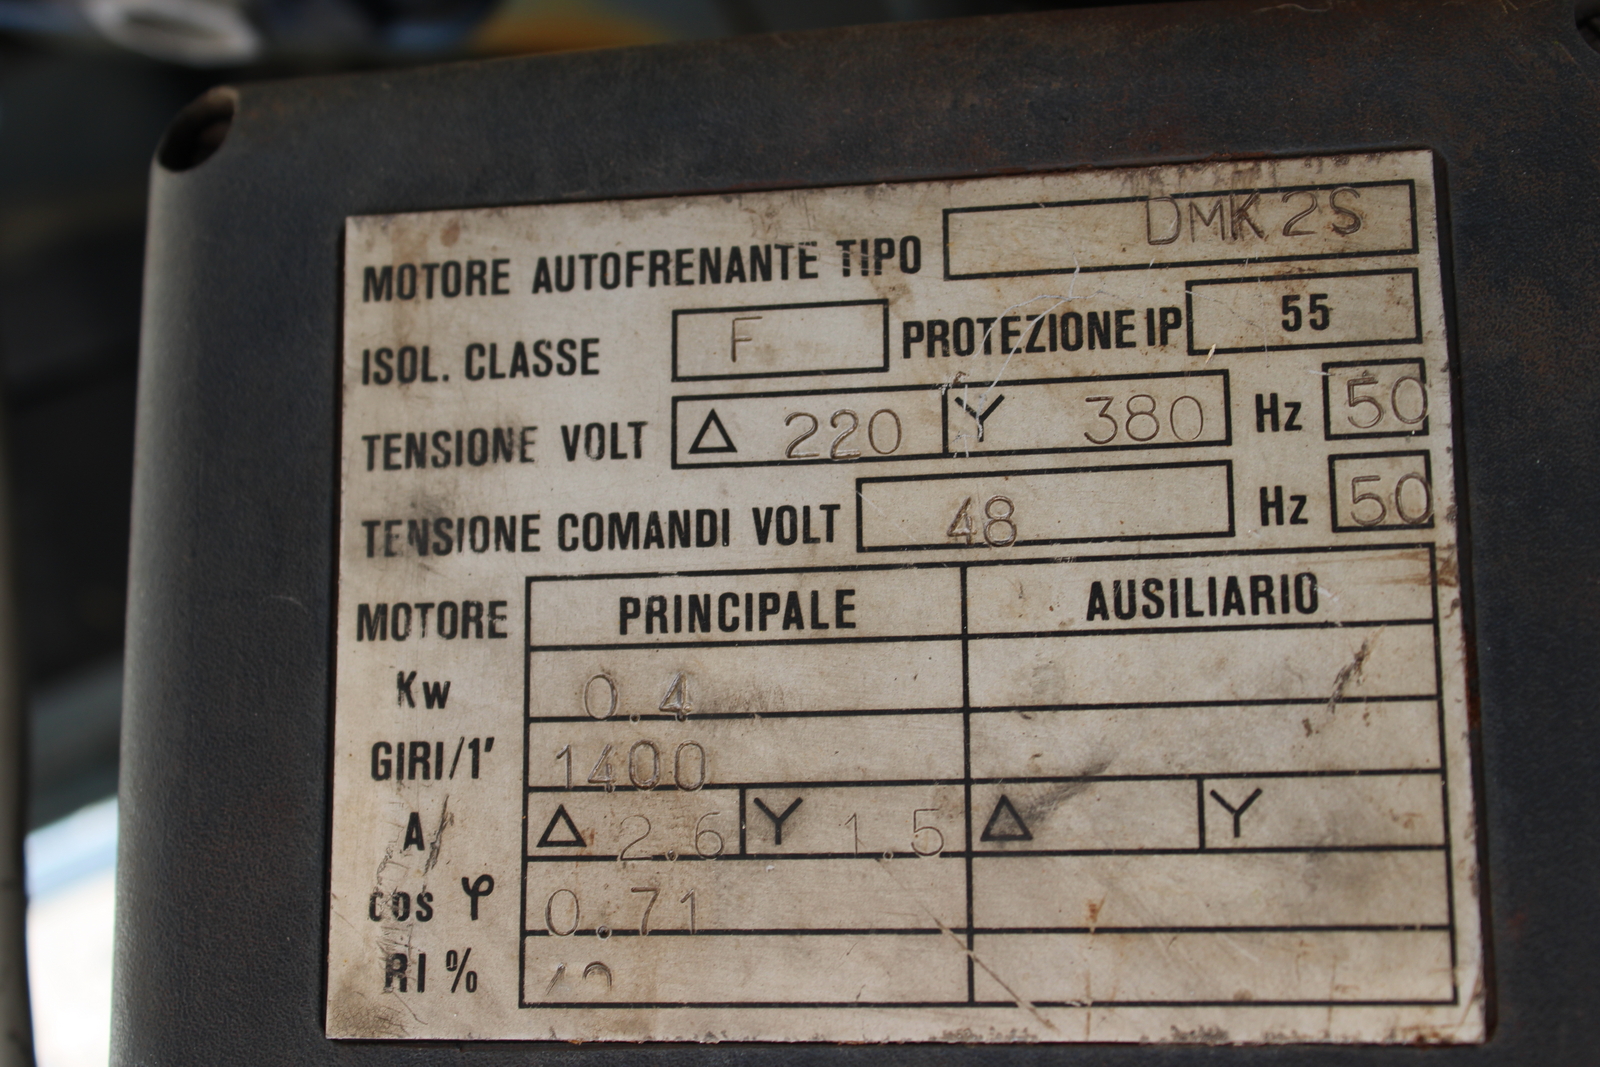 MOTORE AUTOFRENANTE TIPO DMK2S
ISOL. CLASSE F PROTEZIONE IP 55
TENSIONE VOLT Δ 220 Y 380 Hz 50
TENSIONE COMANDI VOLT 48 Hz 50
MOTORE PRINCIPALE AUSILIARIO
Kw 0.4
GIRI/1' 1400
A Δ 2.6 Y 1.5 Δ Y
cos φ 0.71
RI %